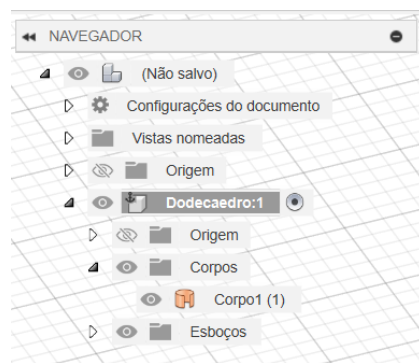 NAVEGADOR
(Não salvo)
Configurações do documento
Vistas nomeadas
Origem
Dodecaedro:1
Origem
Corpos
Corpo1 (1)
Esboços